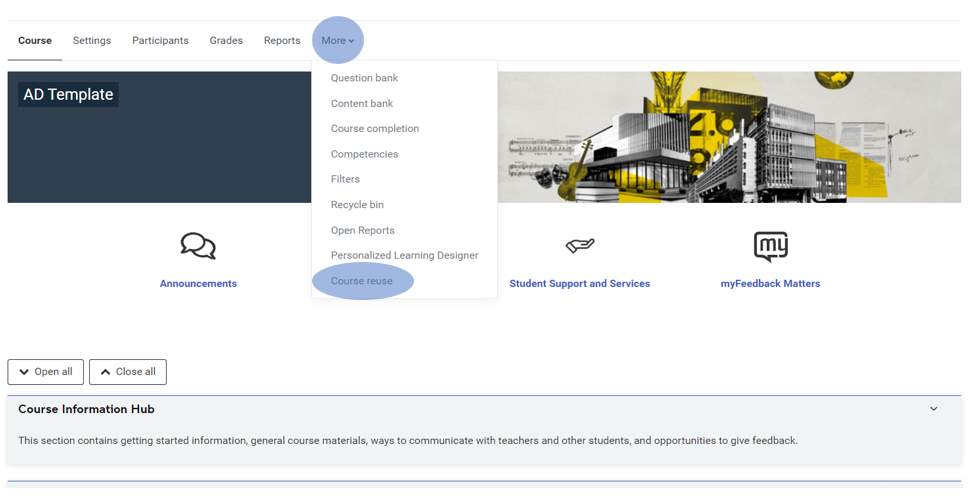 Course Settings Participants Grades Reports More
AD Template
Question bank
Content bank
Course completion
Competencies
Filters
Recycle bin
Open Reports
Personalized Learning Designer
Course reuse
my
Announcements Student Support and Services myFeedback Matters
Open all Close all
Course Information Hub
This section contains getting started information, general course materials, ways to communicate with teachers and other students, and opportunities to give feedback.